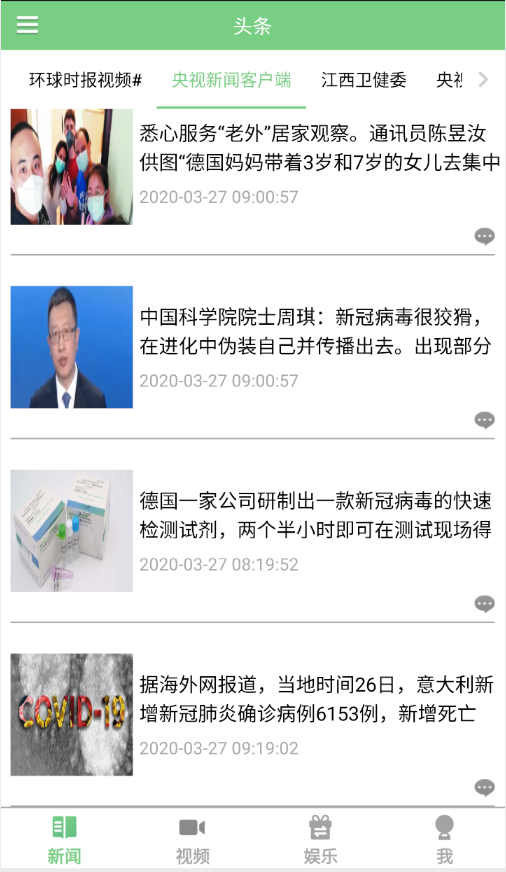 头条
环球时报视频# 央视新闻客户端 江西卫健委 央视
悉心服务“老外”居家观察。通讯员陈昱汝
供图“德国妈妈带着3岁和7岁的女儿去集中
2020-03-27 09:00:57
中国科学院院士周琪：新冠病毒很狡猾，
在进化中伪装自己并传播出去。出现部分
2020-03-27 09:00:57
德国一家公司研制出一款新冠病毒的快速
检测试剂，两个半小时即可在测试现场得
2020-03-27 08:19:52
COVID-19
据海外网报道，当地时间26日，意大利新
增新冠肺炎确诊病例6153例，新增死亡
2020-03-27 09:19:02
新闻 视频 娱乐 我